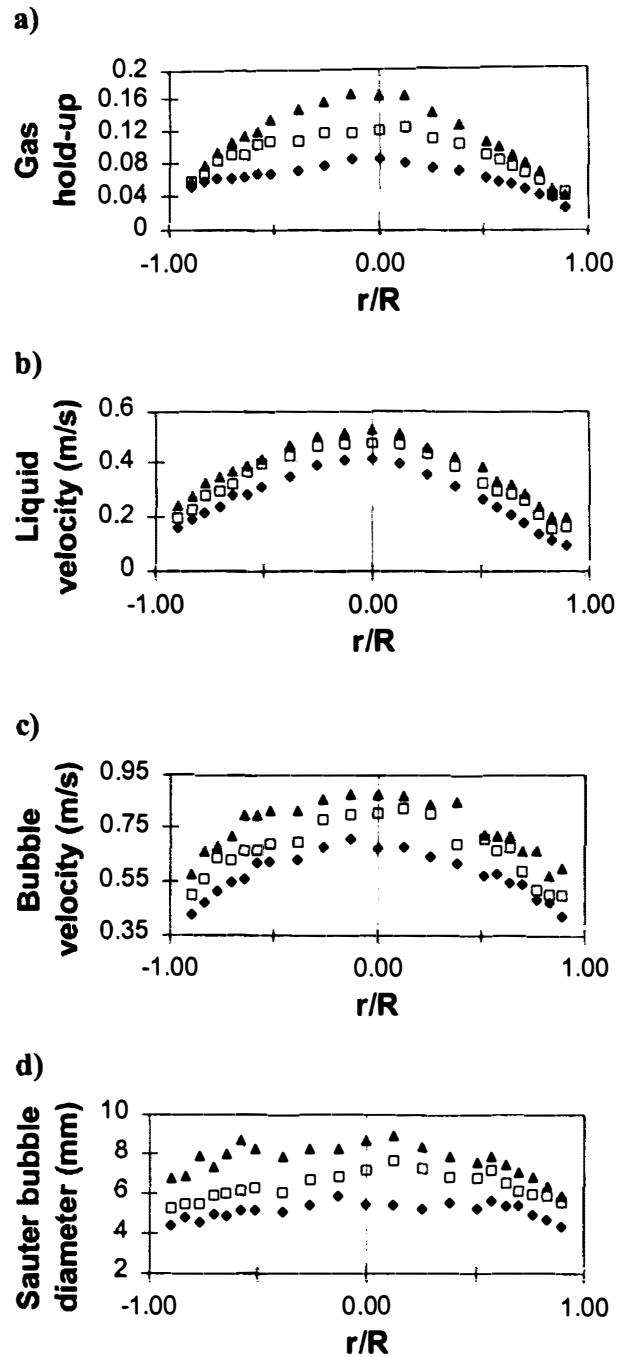 a)
Gas
hold-up
0.2
0.16
0.12
0.08
0.04
0
-1.00 0.00 1.00
r/R
b)
Liquid
velocity (m/s)
0.6
0.4
0.2
0
-1.00 0.00 1.00
r/R
c)
Bubble
velocity (m/s)
0.95
0.75
0.55
0.35
-1.00 0.00 1.00
r/R
d)
Sauter bubble
diameter (mm)
10
8
6
4
2
-1.00 0.00 1.00
r/R